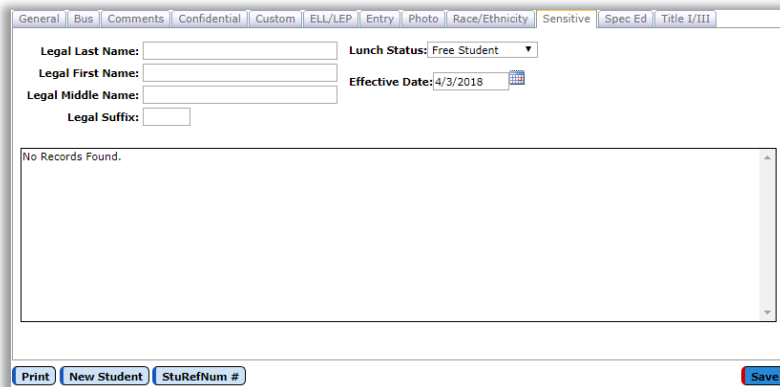 General Bus Comments Confidential Custom ELL/LEP Entry Photo Race/Ethnicity Sensitive Spec Ed Title I/III
Legal Last Name: Lunch Status: Free Student
Legal First Name:
Effective Date: 4/3/2018
Legal Middle Name:
Legal Suffix:
No Records Found.
Print New Student StuRefNum # Save